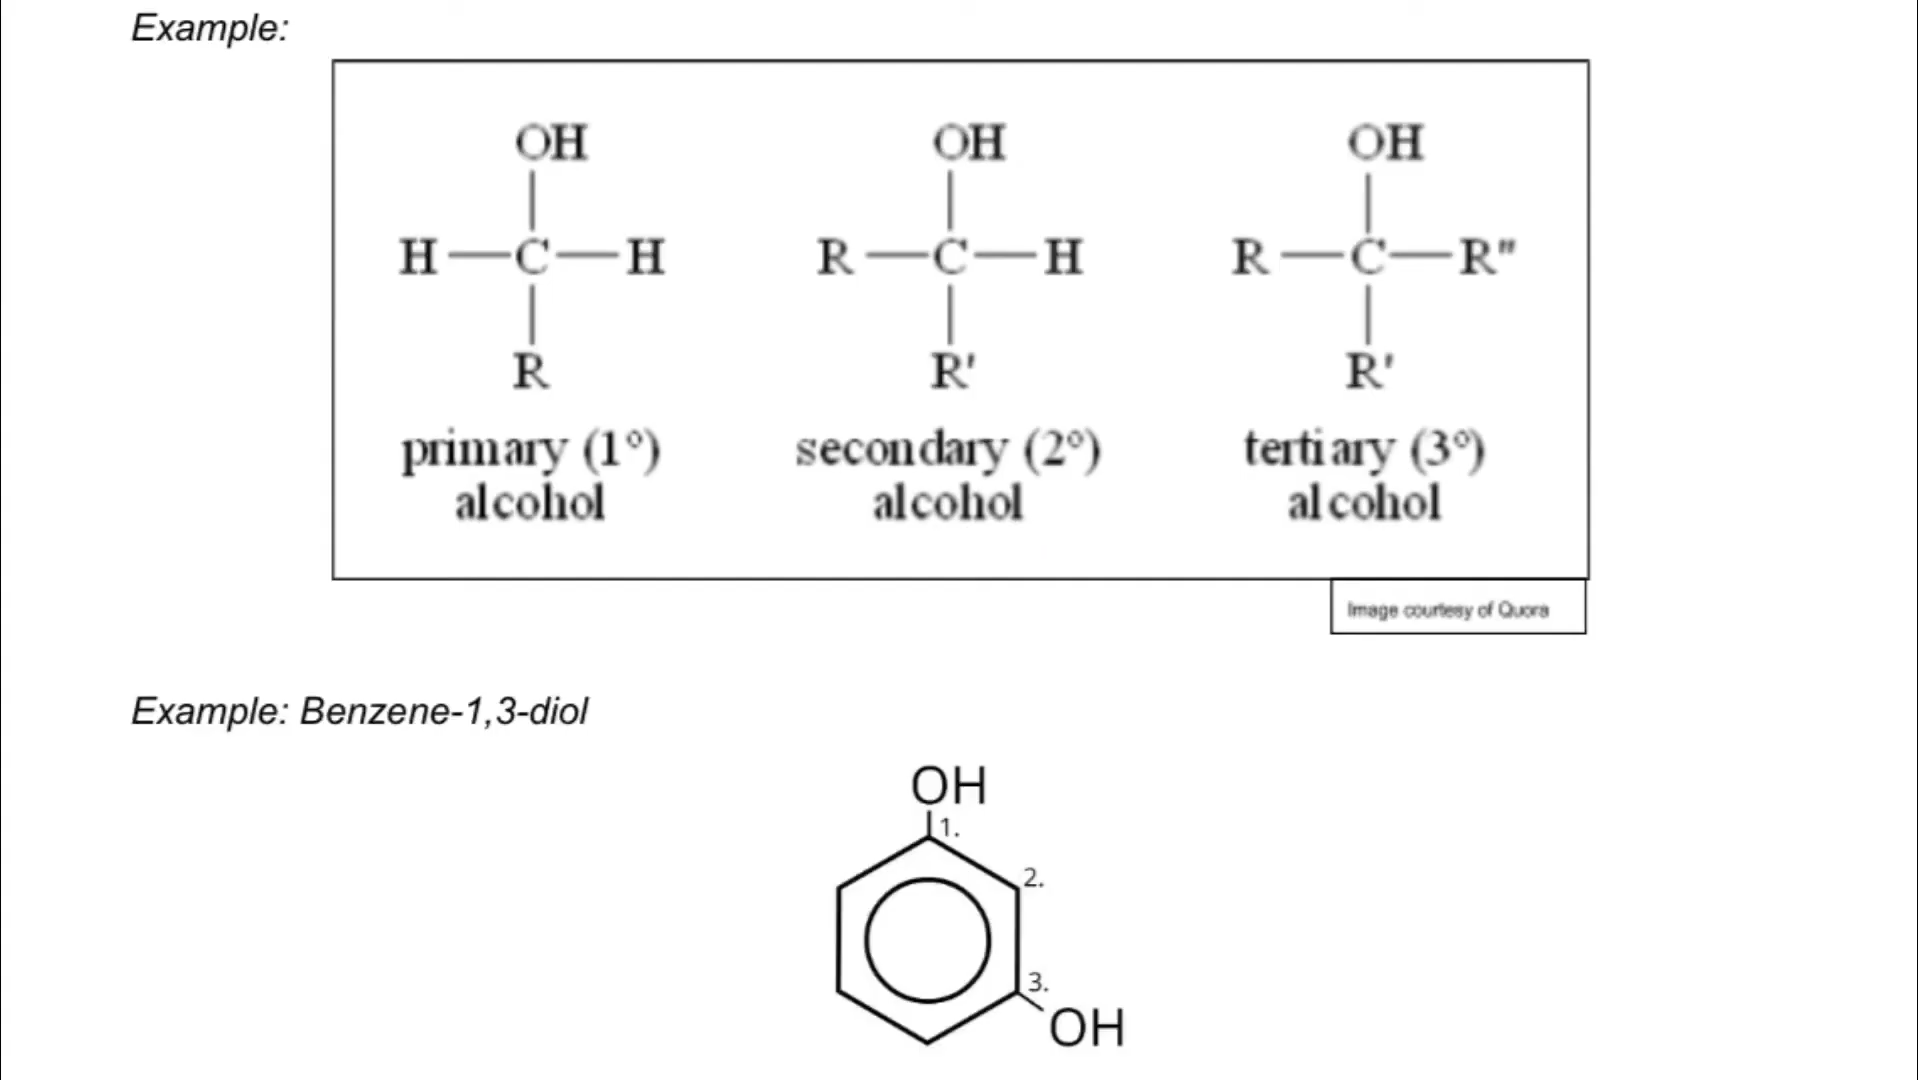 Example:
OH OH OH
H—C—H R—C—H R—C—R"
R R' R'
primary (1°) secondary (2°) tertiary (3°)
alcohol alcohol alcohol
Image courtesy of Quora
Example: Benzene-1,3-diol
OH
1.
2.
3.
OH